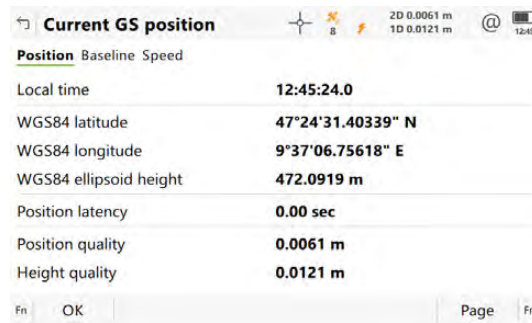 Current GS position
8
2D 0.0061 m
1D 0.0121 m
@
Position Baseline Speed
Local time 12:45:24.0
WGS84 latitude 47°24'31.40339" N
WGS84 longitude 9°37'06.75618" E
WGS84 ellipsoid height 472.0919 m
Position latency 0.00 sec
Position quality 0.0061 m
Height quality 0.0121 m
Fn OK Page